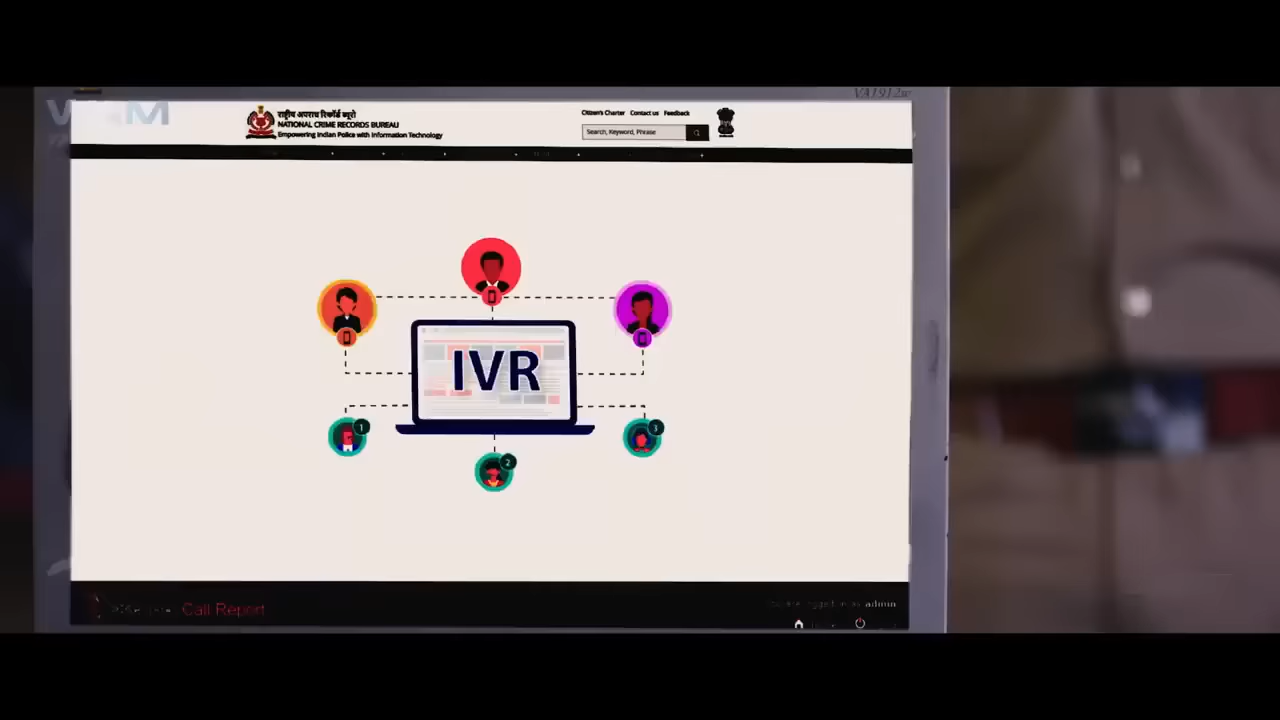 VA1912w
राष्ट्रीय अपराध रिकॉर्ड ब्यूरो
NATIONAL CRIME RECORDS BUREAU
Empowering Indian Police with Information Technology
Citizen's Charter Contact us Feedback
Search, Keyword, Phrase
IVR
1
2
3
Call Report
admin